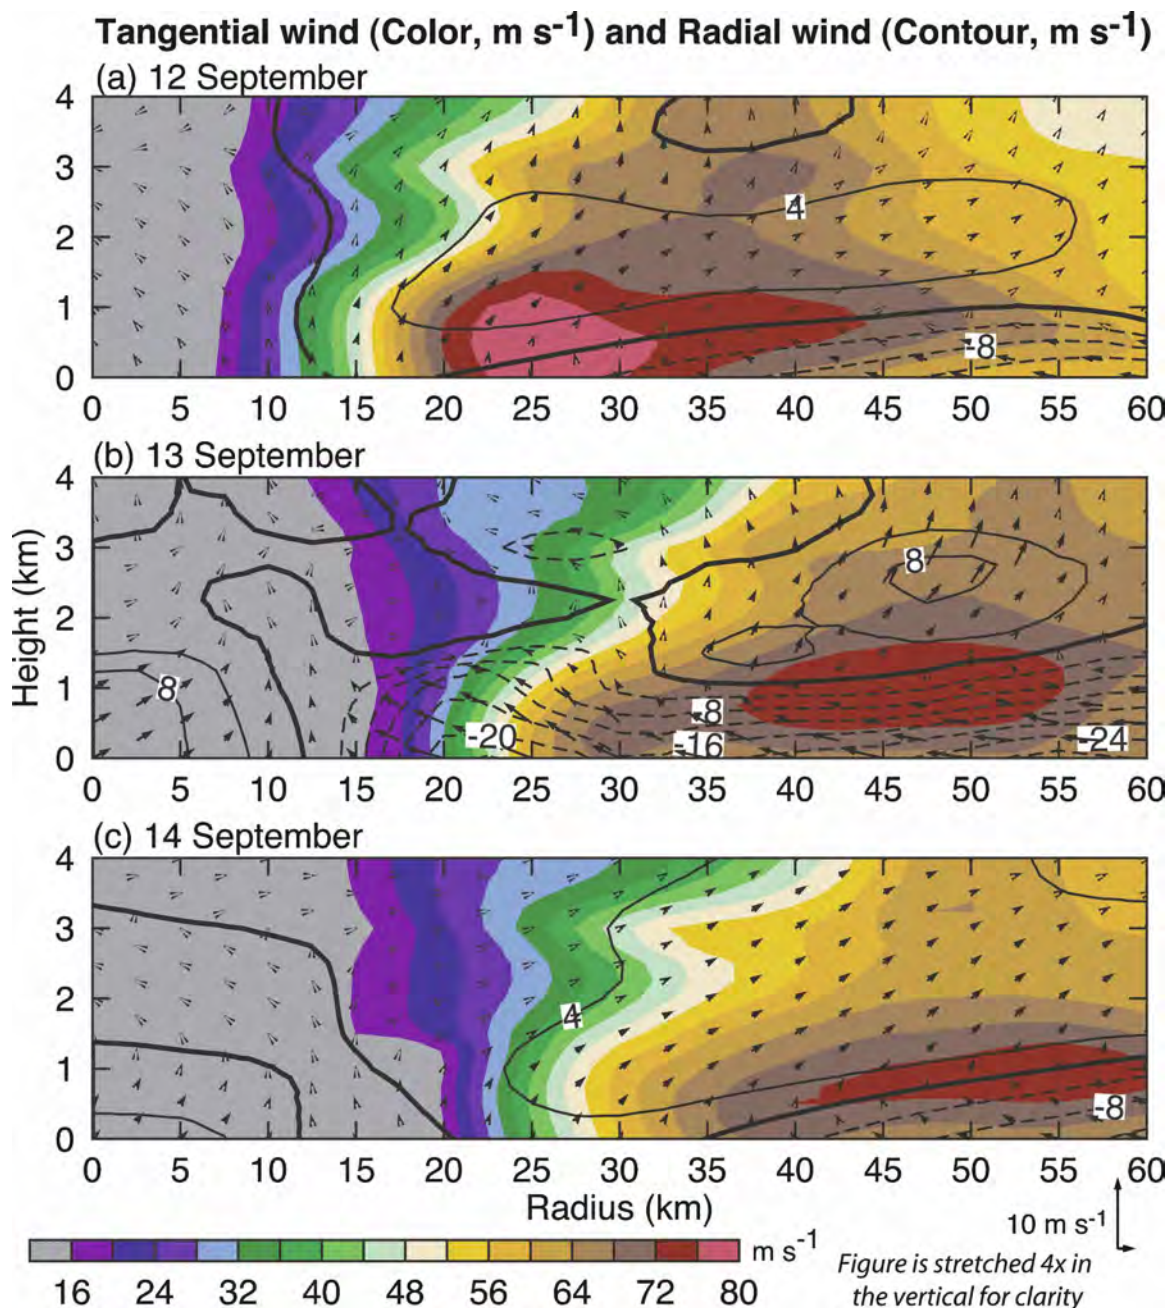 Tangential wind (Color, m s-1) and Radial wind (Contour, m s-1)
(a) 12 September
4
3
2
1
0
4
-8
0 5 10 15 20 25 30 35 40 45 50 55 60
(b) 13 September
4
3
2
1
0
Height (km)
8
8
-20
-8
-16
-24
0 5 10 15 20 25 30 35 40 45 50 55 60
(c) 14 September
4
3
2
1
0
4
-8
0 5 10 15 20 25 30 35 40 45 50 55 60
Radius (km)
10 m s-1
m s-1
16 24 32 40 48 56 64 72 80
Figure is stretched 4x in
the vertical for clarity